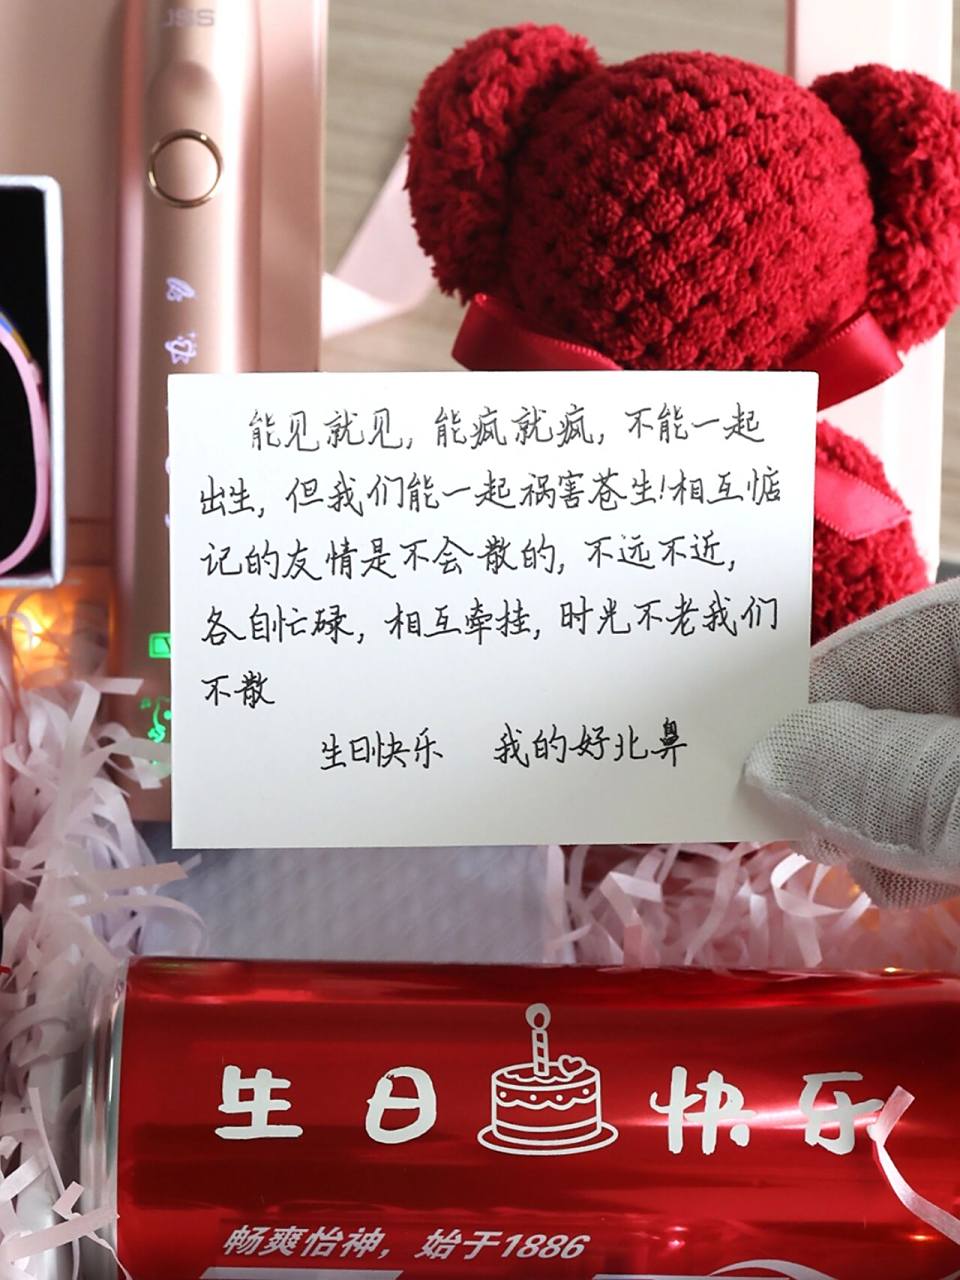 JSS
能见就见，能疯就疯，不能一起
出生，但我们能一起祸害苍生！相互惦
记的友情是不会散的，不远不近，
各自忙碌，相互牵挂，时光不老我们
不散
生日快乐 我的好北鼻
生日快乐
畅爽怡神，始于1886